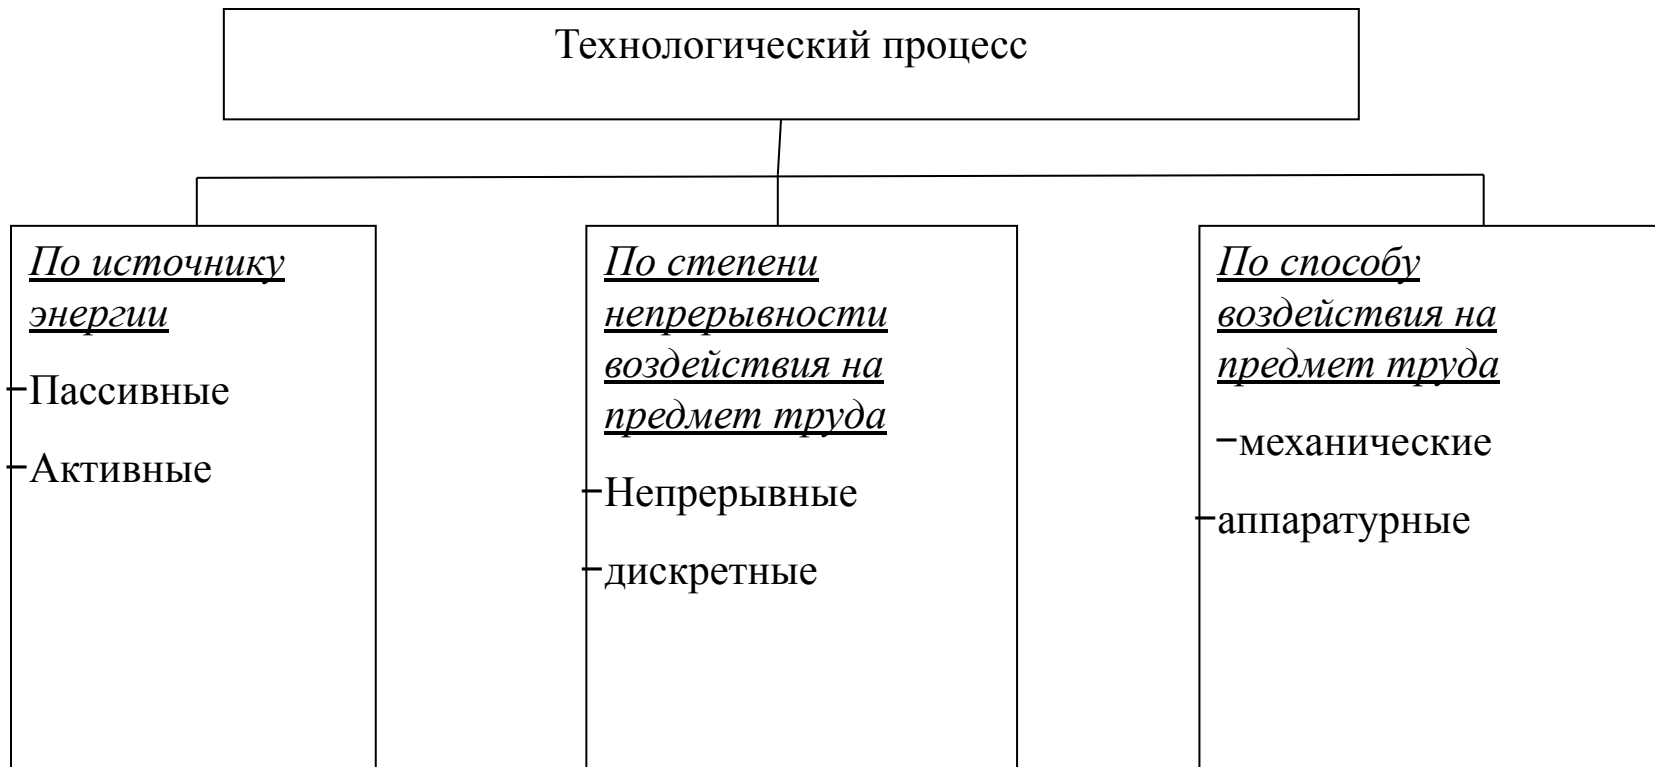 Технологический процесс
По источнику
энергии
−Пассивные
−Активные
По степени
непрерывности
воздействия на
предмет труда
−Непрерывные
−дискретные
По способу
воздействия на
предмет труда
−механические
−аппаратурные